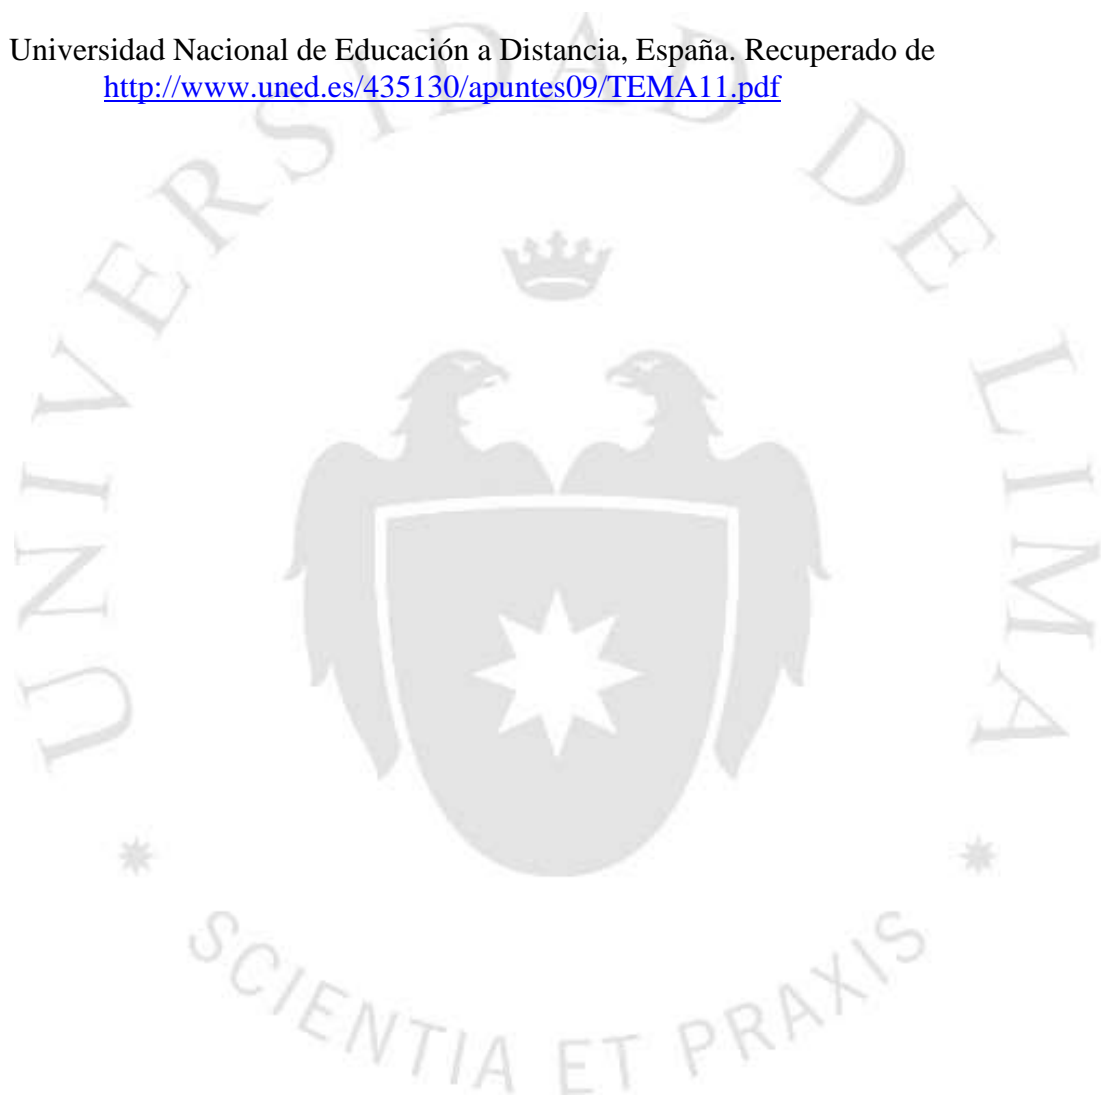 Universidad Nacional de Educación a Distancia, España. Recuperado de
http://www.uned.es/435130/apuntes09/TEMA11.pdf
UNIVERSIDAD DE LIMA
SCIENTIA ET PRAXIS